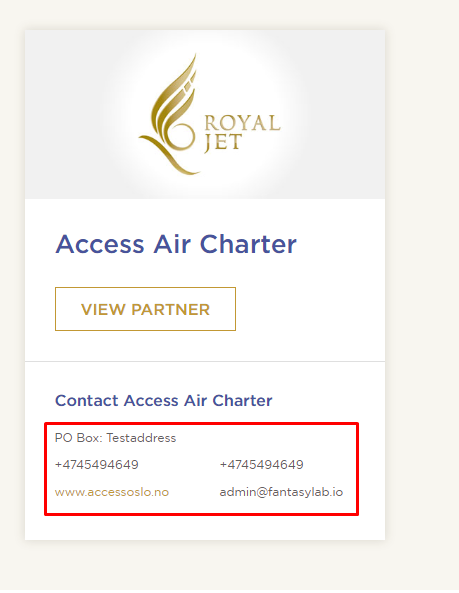 ROYAL
JET
Access Air Charter
VIEW PARTNER
Contact Access Air Charter
PO Box: Testaddress
+4745494649 +4745494649
www.accessoslo.no admin@fantasylab.io